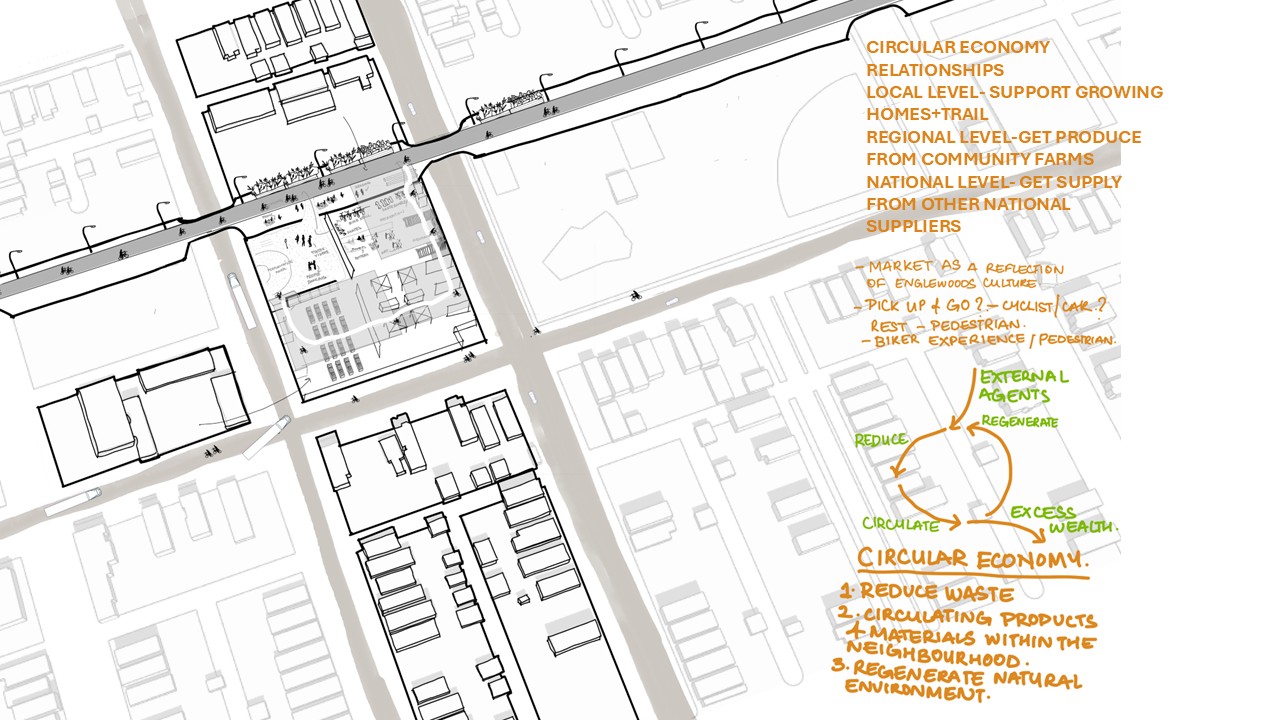 CIRCULAR ECONOMY
RELATIONSHIPS
LOCAL LEVEL- SUPPORT GROWING
HOMES+TRAIL
REGIONAL LEVEL-GET PRODUCE
FROM COMMUNITY FARMS
NATIONAL LEVEL- GET SUPPLY
FROM OTHER NATIONAL
SUPPLIERS
- MARKET AS A REFLECTION
OF ENGLEWOODS CULTURE
- PICK UP & GO ? - CYCLIST/CAR.?
REST - PEDESTRIAN.
- BIKER EXPERIENCE / PEDESTRIAN.
EXTERNAL
AGENTS
REGENERATE
REDUCE
CIRCULATE
EXCESS
WEALTH.
CIRCULAR ECONOMY.
1. REDUCE WASTE
2. CIRCULATING PRODUCTS
& MATERIALS WITHIN THE
NEIGHBOURHOOD.
3. REGENERATE NATURAL
ENVIRONMENT.